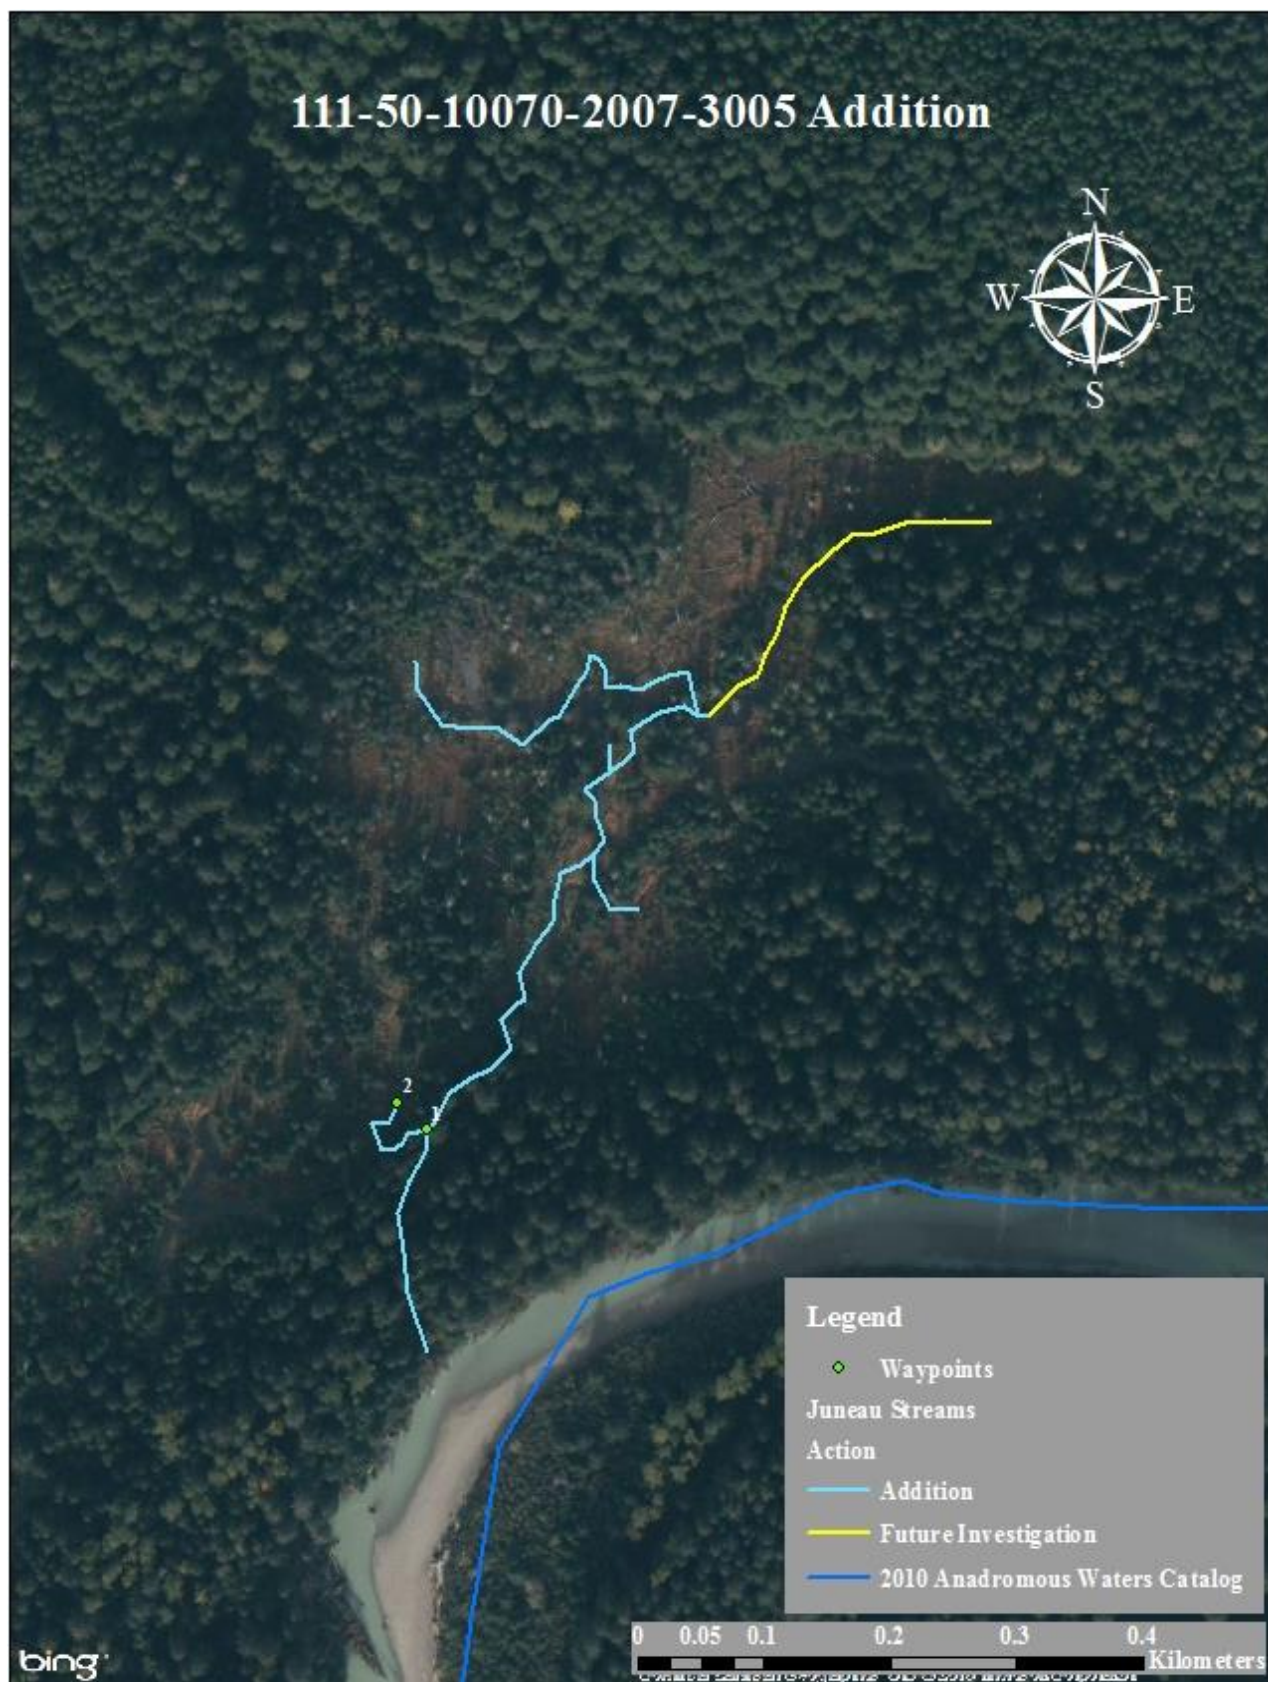 111-50-10070-2007-3005 Addition
N
W
E
S
2
1
Legend
Waypoints
Juneau Streams
Action
Addition
Future Investigation
2010 Anadromous Waters Catalog
0 0.05 0.1 0.2 0.3 0.4
Kilometers
bing